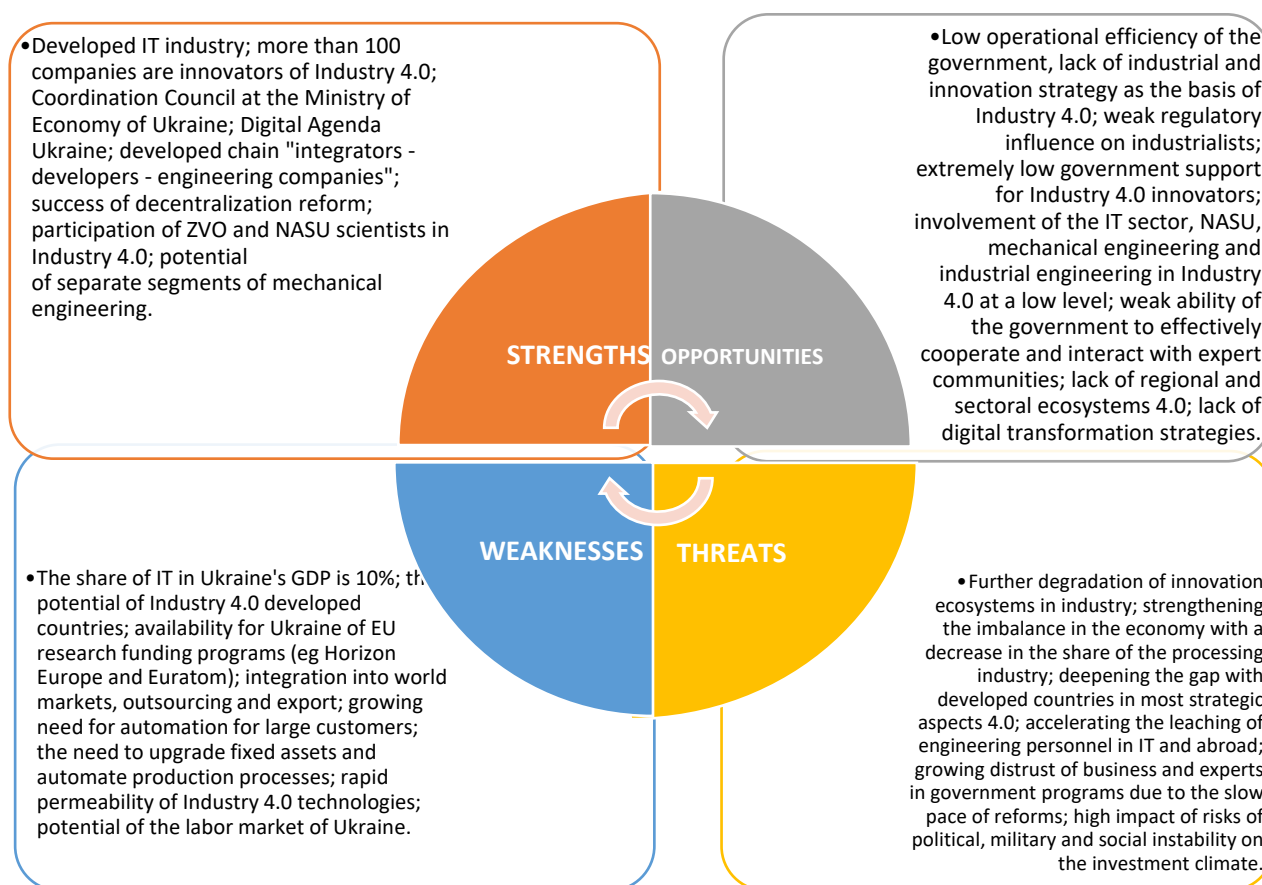 •Developed IT industry; more than 100
companies are innovators of Industry 4.0;
Coordination Council at the Ministry of
Economy of Ukraine; Digital Agenda
Ukraine; developed chain "integrators -
developers - engineering companies";
success of decentralization reform;
participation of ZVO and NASU scientists in
Industry 4.0; potential
of separate segments of mechanical
engineering.
•Low operational efficiency of the
government, lack of industrial and
innovation strategy as the basis of
Industry 4.0; weak regulatory
influence on industrialists;
extremely low government support
for Industry 4.0 innovators;
involvement of the IT sector, NASU,
mechanical engineering and
industrial engineering in Industry
4.0 at a low level; weak ability of
the government to effectively
cooperate and interact with expert
communities; lack of regional and
sectoral ecosystems 4.0; lack of
digital transformation strategies.
STRENGTHS
OPPORTUNITIES
WEAKNESSES
THREATS
•The share of IT in Ukraine's GDP is 10%;
potential of Industry 4.0 developed
countries; availability for Ukraine of EU
research funding programs (eg Horizon
Europe and Euratom); integration into world
markets, outsourcing and export; growing
need for automation for large customers;
the need to upgrade fixed assets and
automate production processes; rapid
permeability of Industry 4.0 technologies;
potential of the labor market of Ukraine.
•Further degradation of innovation
ecosystems in industry; strengthening
the imbalance in the economy with a
decrease in the share of the processing
industry; deepening the gap with
developed countries in most strategic
aspects 4.0; accelerating the leaching of
engineering personnel in IT and abroad;
growing distrust of business and experts
in government programs due to the slow
pace of reforms; high impact of risks of
political, military and social instability on
the investment climate.